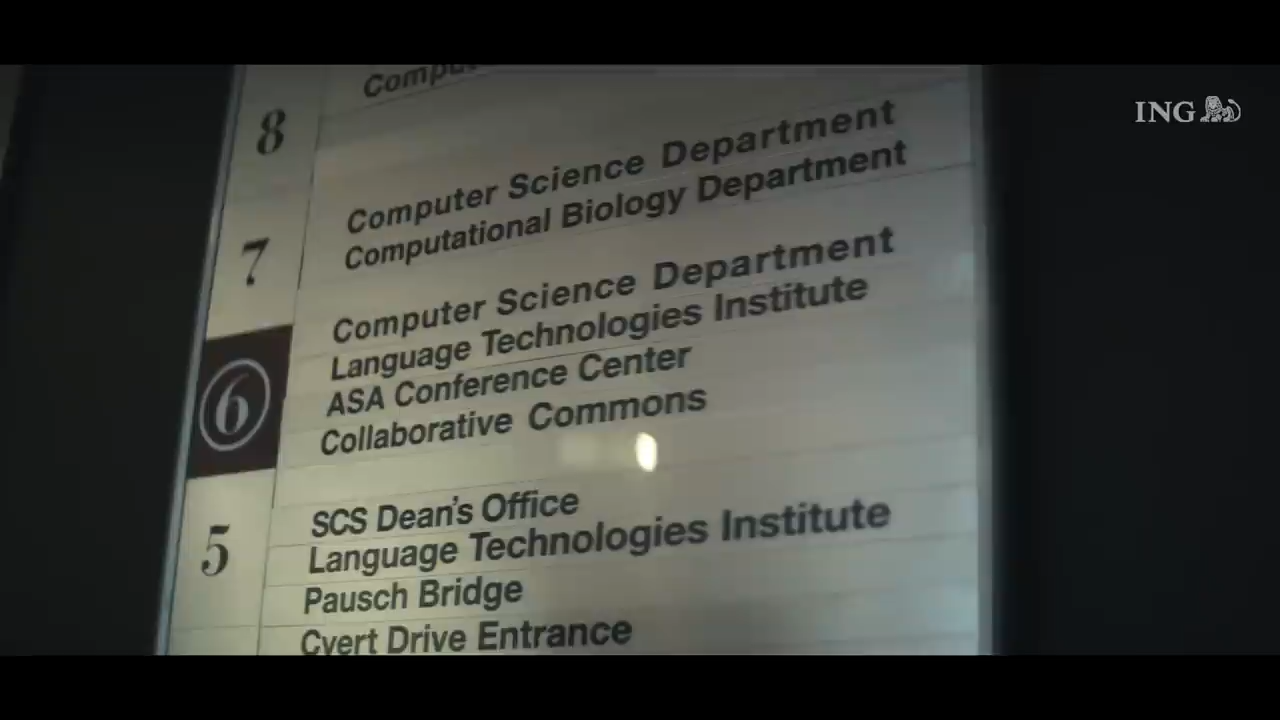 Comput
ING
8
Computer Science Department
Computational Biology Department
7
Computer Science Department
Language Technologies Institute
ASA Conference Center
Collaborative Commons
6
SCS Dean's Office
Language Technologies Institute
Pausch Bridge
Cyert Drive Entrance
5